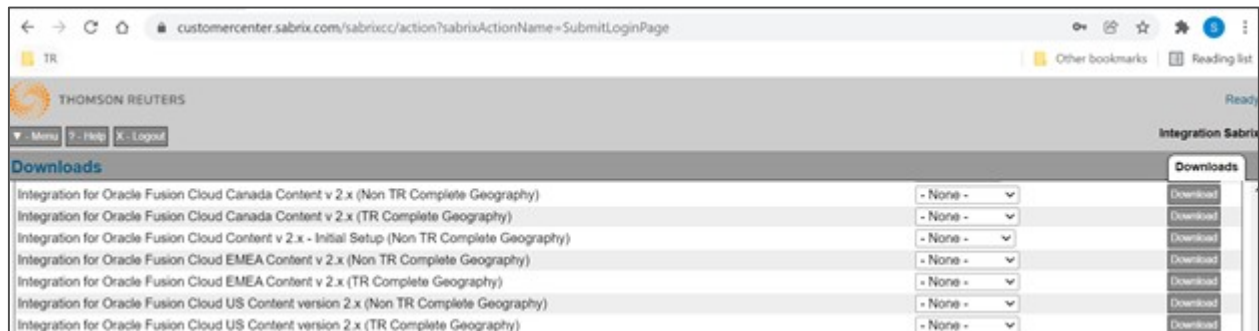 customercenter.sabrix.com/sabrixcc/action?sabrixActionName=SubmitLoginPage
S
TR Other bookmarks Reading list
THOMSON REUTERS Ready
▼ - Menu ? - Help X - Logout Integration Sabrix
Downloads Downloads
Integration for Oracle Fusion Cloud Canada Content v 2.x (Non TR Complete Geography) - None - Download
Integration for Oracle Fusion Cloud Canada Content v 2.x (TR Complete Geography) - None - Download
Integration for Oracle Fusion Cloud Content v 2.x - Initial Setup (Non TR Complete Geography) - None - Download
Integration for Oracle Fusion Cloud EMEA Content v 2.x (Non TR Complete Geography) - None - Download
Integration for Oracle Fusion Cloud EMEA Content v 2.x (TR Complete Geography) - None - Download
Integration for Oracle Fusion Cloud US Content version 2.x (Non TR Complete Geography) - None - Download
Integration for Oracle Fusion Cloud US Content version 2.x (TR Complete Geography) - None - Download